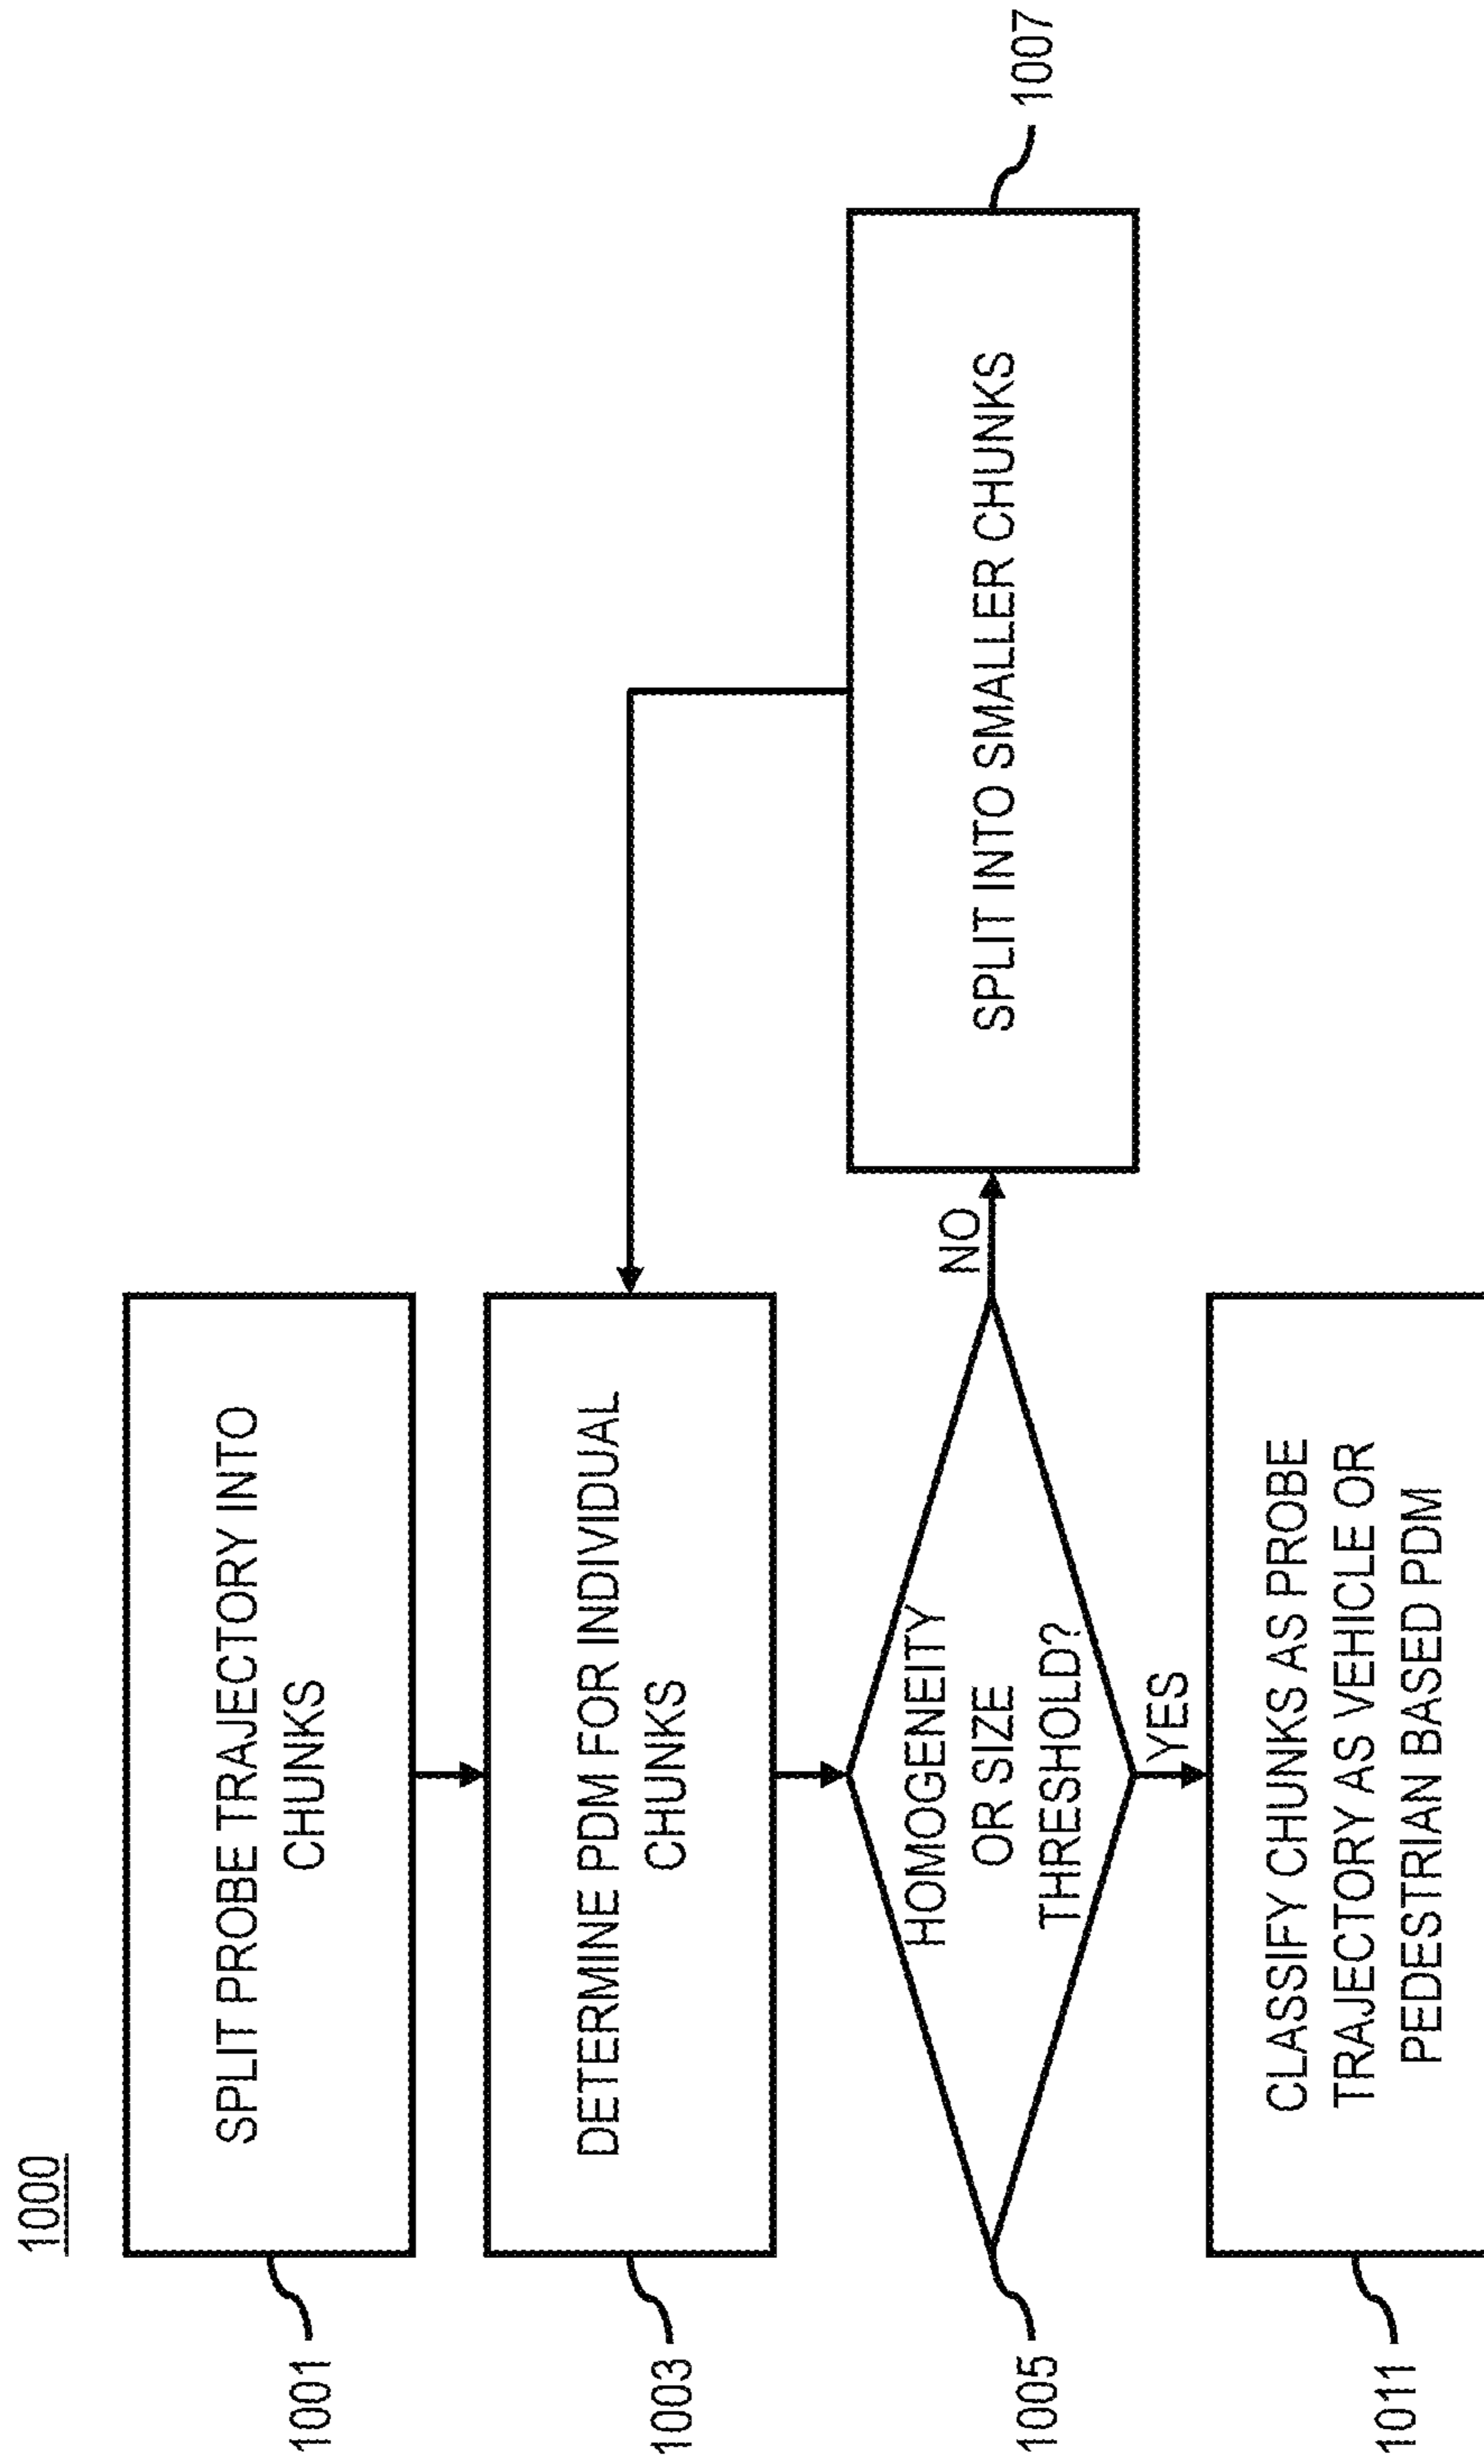 1000
1001
SPLIT PROBE TRAJECTORY INTO
CHUNKS
1003
DETERMINE PDM FOR INDIVIDUAL
CHUNKS
1005
HOMOGENEITY
OR SIZE
THRESHOLD?
NO
SPLIT INTO SMALLER CHUNKS
1007
YES
1011
CLASSIFY CHUNKS AS PROBE
TRAJECTORY AS VEHICLE OR
PEDESTRIAN BASED PDM